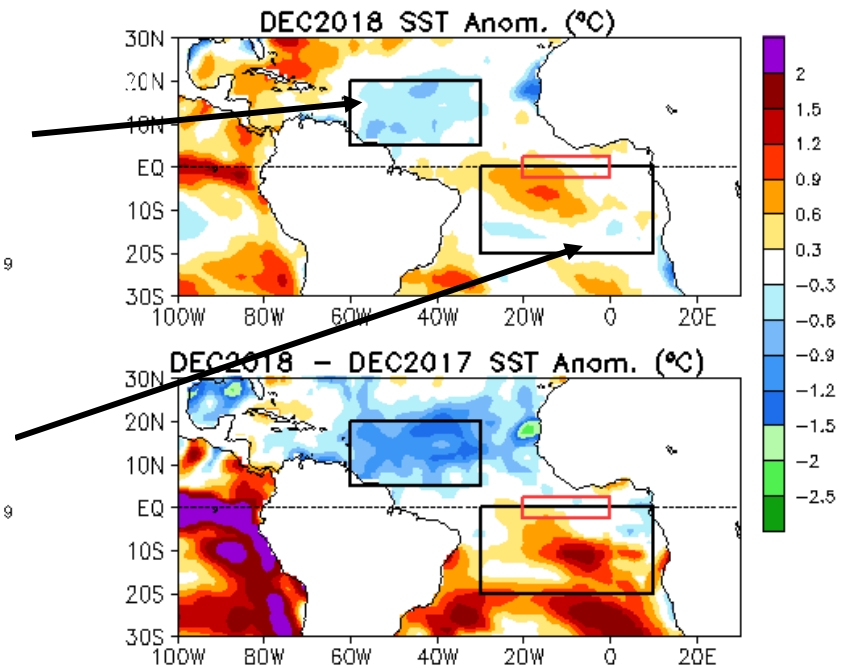 DEC2018 SST Anom. (°C)
30N
20N
10N
EQ
10S
20S
30S
100W 80W 60W 40W 20W 0 20E
9
DEC2018 – DEC2017 SST Anom. (°C)
30N
20N
10N
EQ
10S
20S
30S
100W 80W 60W 40W 20W 0 20E
9
2
1.5
1.2
0.9
0.6
0.3
-0.3
-0.6
-0.9
-1.2
-1.5
-2
-2.5